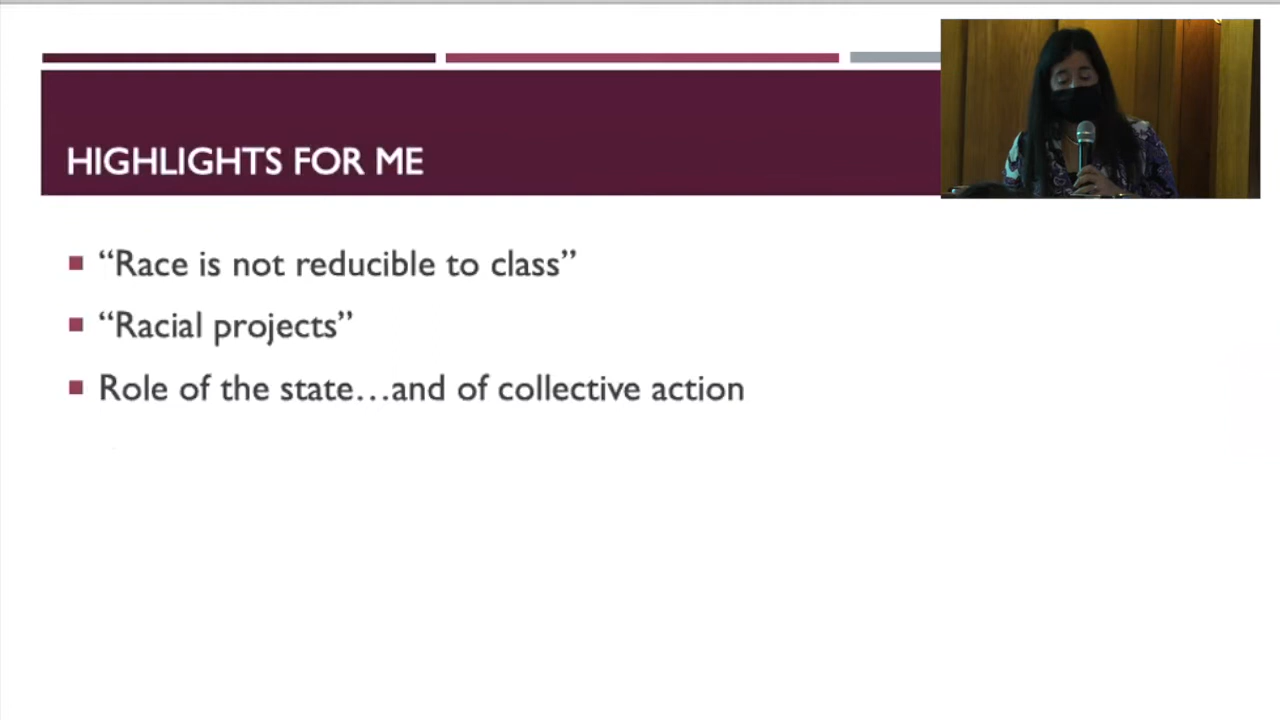 HIGHLIGHTS FOR ME
“Race is not reducible to class”
“Racial projects”
Role of the state…and of collective action